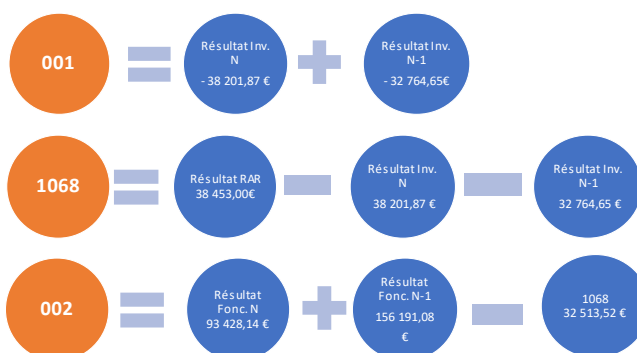 001
Résultat Inv.
N
- 38 201,87 €
Résultat Inv.
N-1
- 32 764,65€
1068
Résultat RAR
38 453,00€
Résultat Inv.
N
38 201,87 €
Résultat Inv.
N-1
32 764,65 €
002
Résultat
Fonc. N
93 428,14 €
Résultat
Fonc. N-1
156 191,08
€
1068
32 513,52 €